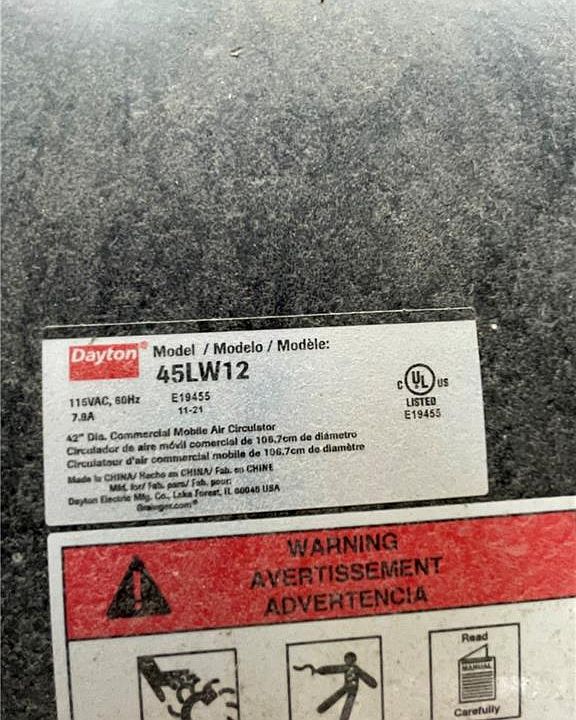 Dayton® Model / Modelo / Modèle:
45LW12
115VAC, 60Hz E19455
7.9A 11-21
C UL US
LISTED
E19455
42" Dia. Commercial Mobile Air Circulator
Circulador de aire móvil comercial de 106.7cm de diámetro
Circulateur d'air commercial mobile de 106.7cm de diamètre
Made in CHINA/ Hecho en CHINA/ Fab. en CHINE
Mfd. for/ Fab. para/ Fab. pour:
Dayton Electric Mfg. Co., Lake Forest, IL 60045 USA
Grainger.com®
WARNING
AVERTISSEMENT
ADVERTENCIA
Read
MANUAL
Carefully